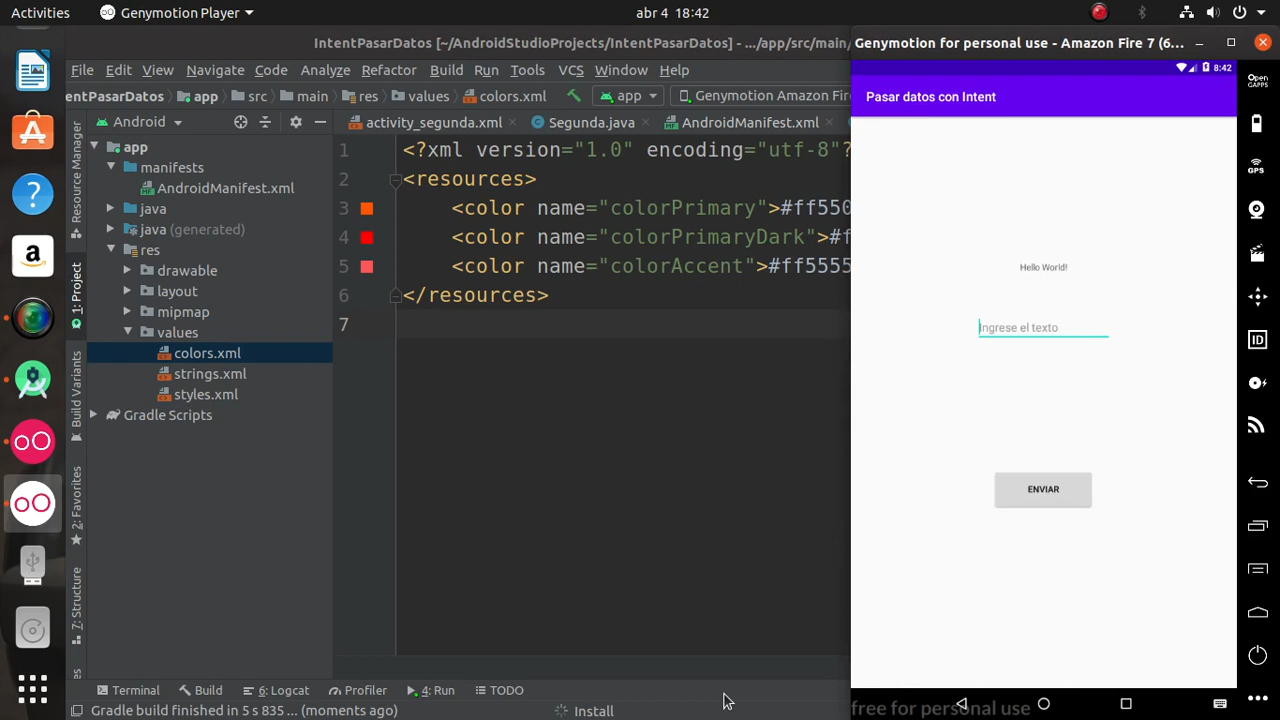 Activities
Genymotion Player
abr 4 18:42
IntentPasarDatos [~/AndroidStudioProjects/IntentPasarDatos] - .../app/src/main/
Genymotion for personal use - Amazon Fire 7 (6...
File Edit View Navigate Code Analyze Refactor Build Run Tools VCS Window Help
entPasarDatos app src main res values colors.xml app Genymotion Amazon Fire
Android
activity_segunda.xml Segunda.java AndroidManifest.xml
Resource Manager
1: Project
Build Variants
2: Favorites
7: Structure
app
manifests
AndroidManifest.xml
java
java (generated)
res
drawable
layout
mipmap
values
colors.xml
strings.xml
styles.xml
Gradle Scripts
1 <?xml version="1.0" encoding="utf-8"?
2 <resources>
3 <color name="colorPrimary">#ff550
4 <color name="colorPrimaryDark">#f
5 <color name="colorAccent">#ff5555
6 </resources>
7
8:42
Pasar datos con Intent
Hello World!
Ingrese el texto
ENVIAR
free for personal use
OPEN GAPPS
GPS
ID
Terminal Build 6: Logcat Profiler 4: Run TODO
Gradle build finished in 5 s 835 ... (moments ago) Install